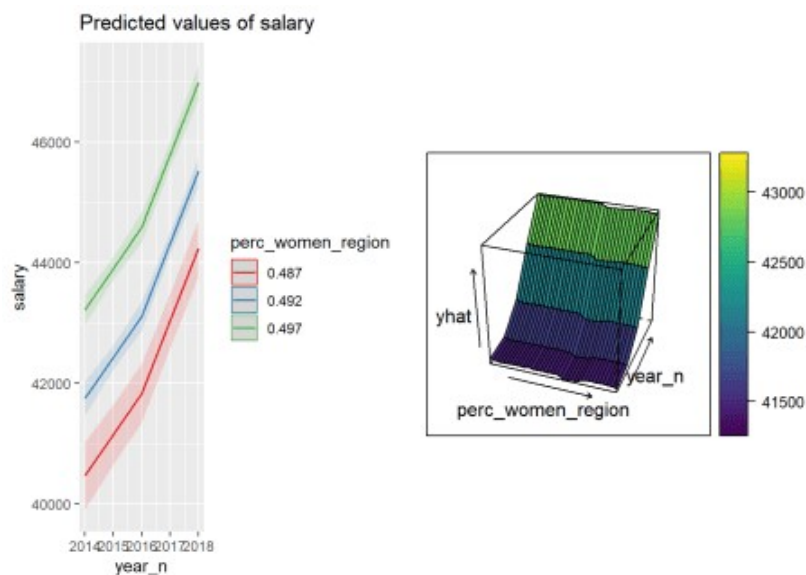 Predicted values of salary
46000
44000
42000
40000
salary
2014 2015 2016 2017 2018
year_n
perc_women_region
0.487
0.492
0.497
yhat
perc_women_region
year_n
43000
42500
42000
41500